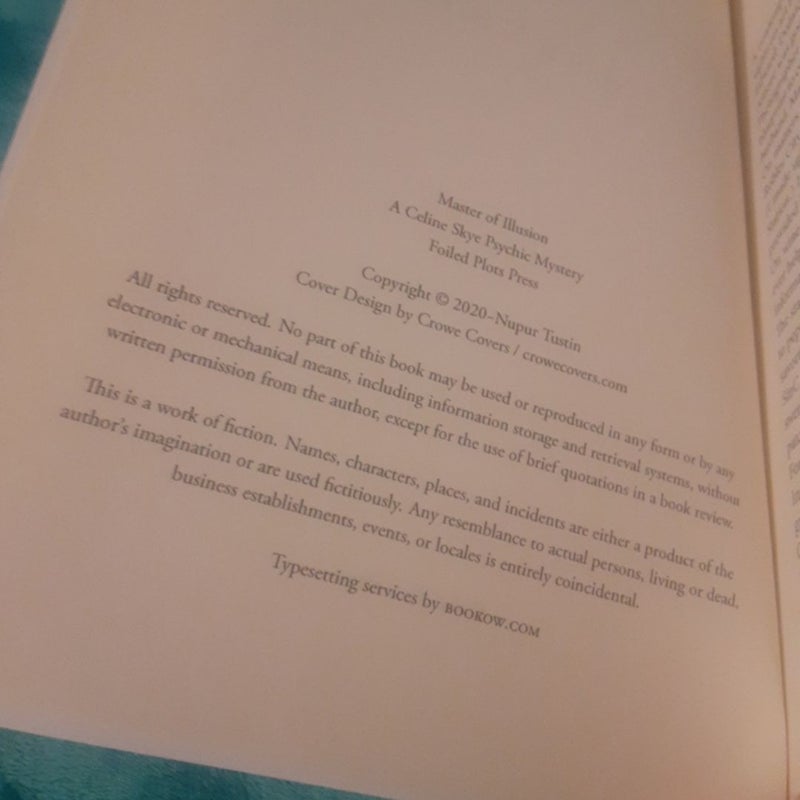 Master of Illusion
A Celine Skye Psychic Mystery
Foiled Plots Press
Copyright © 2020–Nupur Tustin
Cover Design by Crowe Covers / crowecovers.com
All rights reserved. No part of this book may be used or reproduced in any form or by any
electronic or mechanical means, including information storage and retrieval systems, without
written permission from the author, except for the use of brief quotations in a book review.
This is a work of fiction. Names, characters, places, and incidents are either a product of the
author's imagination or are used fictitiously. Any resemblance to actual persons, living or dead,
business establishments, events, or locales is entirely coincidental.
Typesetting services by BOOKOW.COM